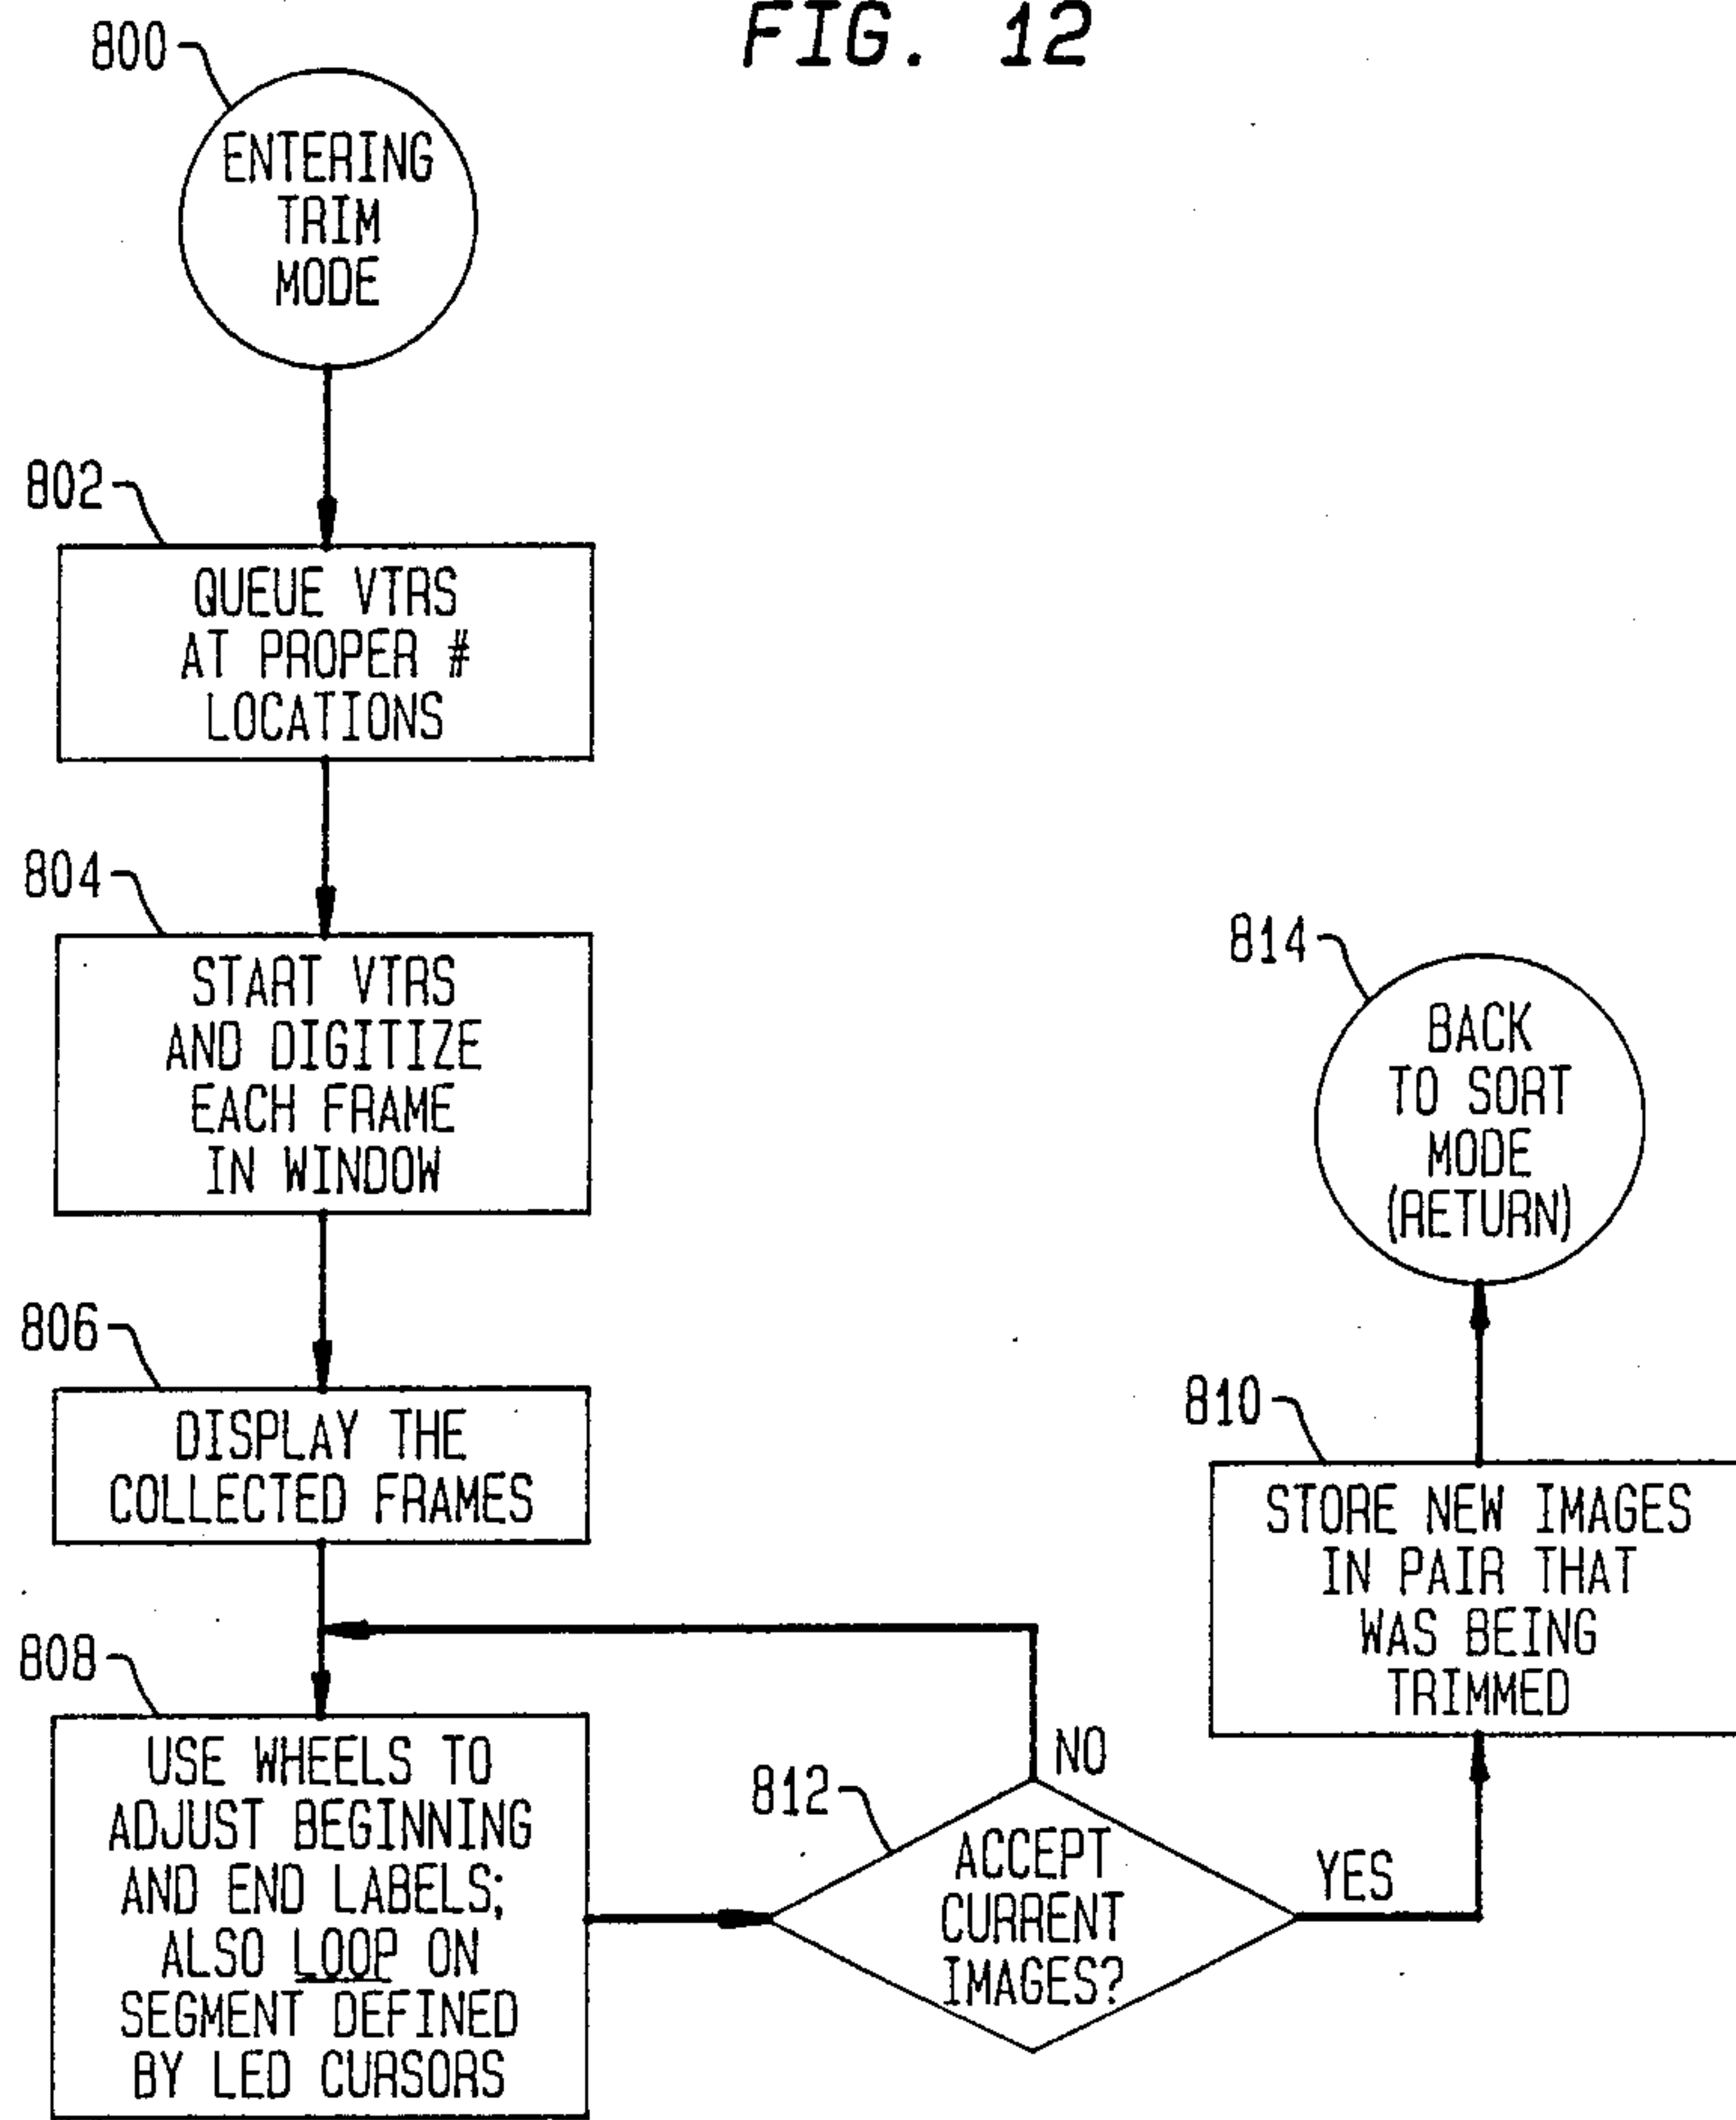 FIG. 12
800
ENTERING
TRIM
MODE
802
QUEUE VTRS
AT PROPER #
LOCATIONS
804
START VTRS
AND DIGITIZE
EACH FRAME
IN WINDOW
806
DISPLAY THE
COLLECTED FRAMES
808
USE WHEELS TO
ADJUST BEGINNING
AND END LABELS;
ALSO LOOP ON
SEGMENT DEFINED
BY LED CURSORS
812
ACCEPT
CURRENT
IMAGES?
NO
YES
810
STORE NEW IMAGES
IN PAIR THAT
WAS BEING
TRIMMED
814
BACK
TO SORT
MODE
(RETURN)